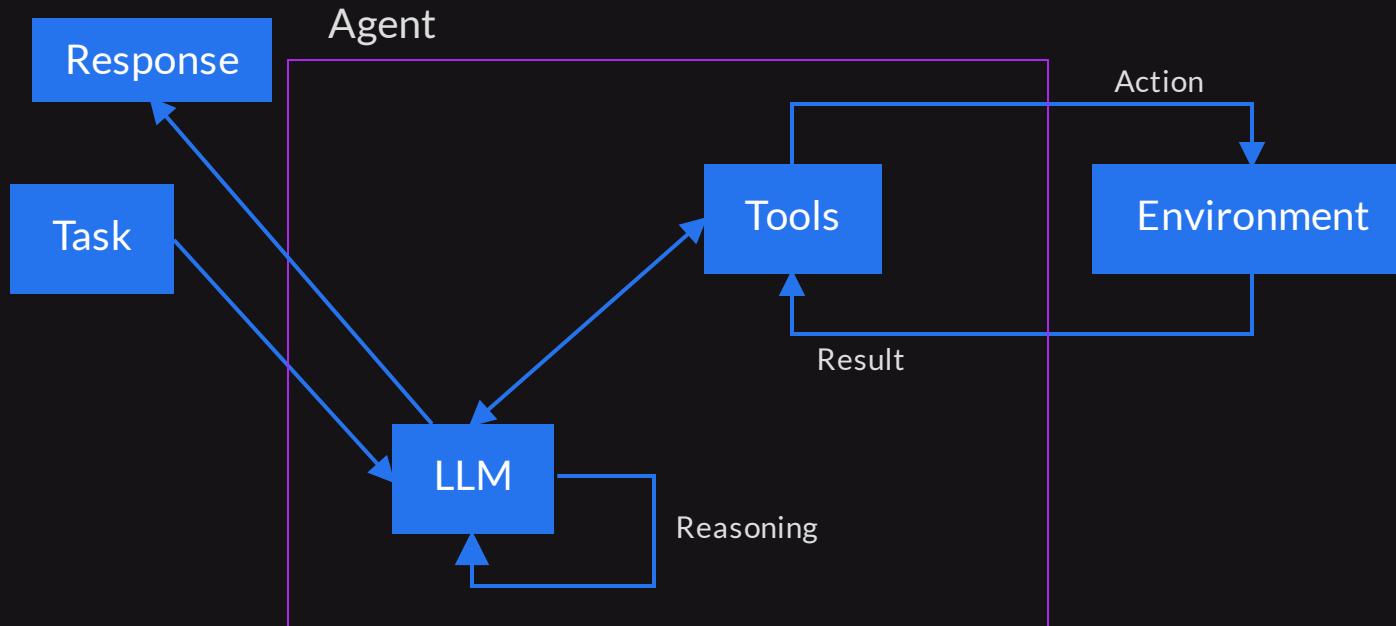 Agent
Response
Action
Task
Tools
Environment
Result
LLM
Reasoning